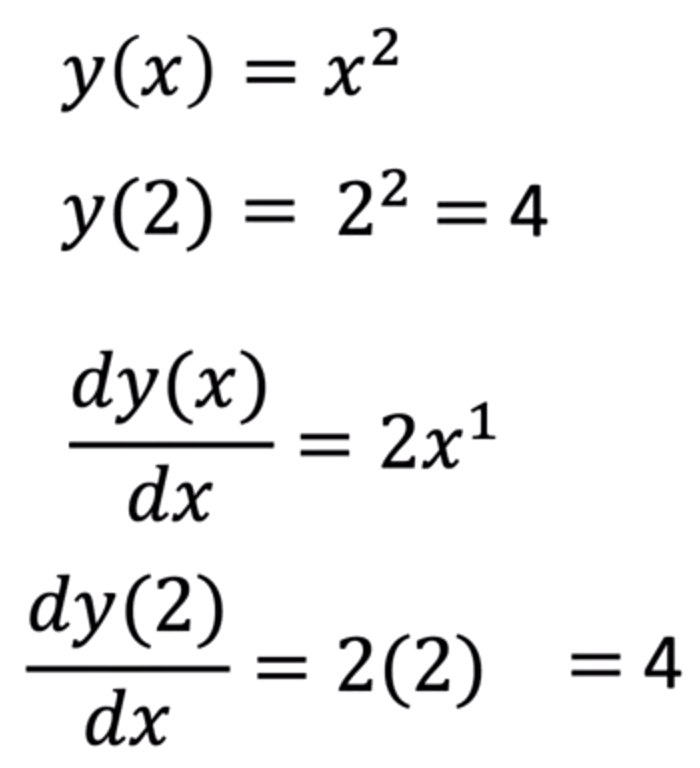 y(x) = x²
y(2) = 2² = 4
dy(x)/dx = 2x¹
dy(2)/dx = 2(2) = 4